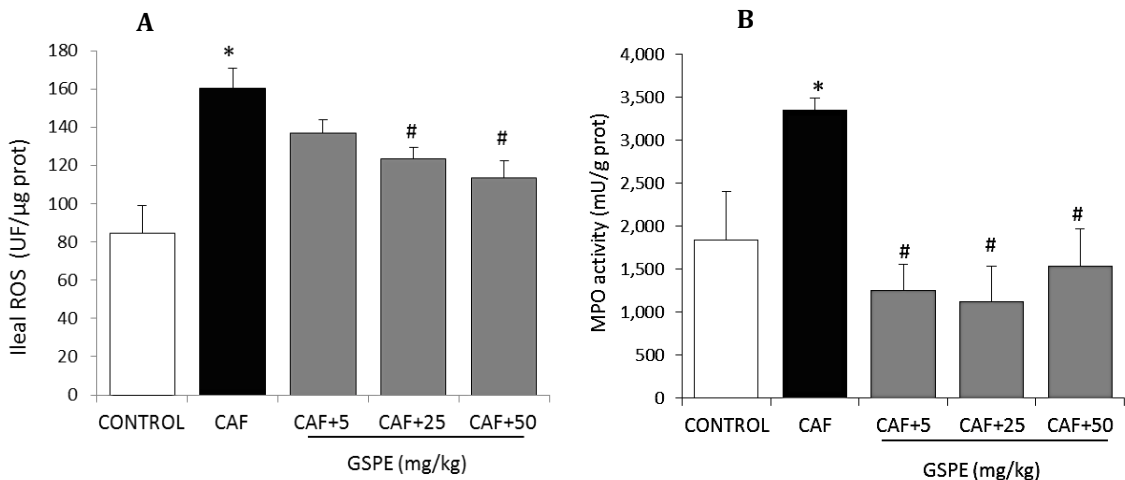 A
Ileal ROS (UF/µg prot)
180
160
140
120
100
80
60
40
20
0
*
#
#
CONTROL
CAF
CAF+5
CAF+25
CAF+50
GSPE (mg/kg)
B
MPO activity (mU/g prot)
4,000
3,500
3,000
2,500
2,000
1,500
1,000
500
0
*
#
#
#
CONTROL
CAF
CAF+5
CAF+25
CAF+50
GSPE (mg/kg)